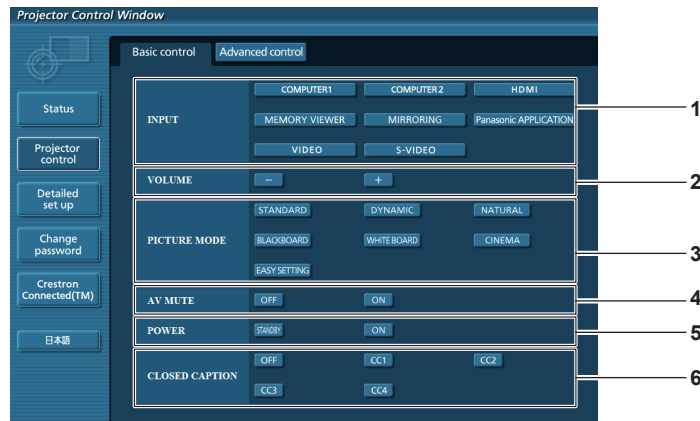 Projector Control Window
Basic control Advanced control
Status
Projector control
Detailed set up
Change password
Crestron Connected(TM)
日本語
INPUT
COMPUTER1 COMPUTER2 HDMI
MEMORY VIEWER MIRRORING Panasonic APPLICATION
VIDEO S-VIDEO
1
VOLUME - +
2
PICTURE MODE
STANDARD DYNAMIC NATURAL
BLACKBOARD WHITE BOARD CINEMA
EASY SETTING
3
AV MUTE OFF ON
4
POWER STANDBY ON
5
CLOSED CAPTION
OFF CC1 CC2
CC3 CC4
6